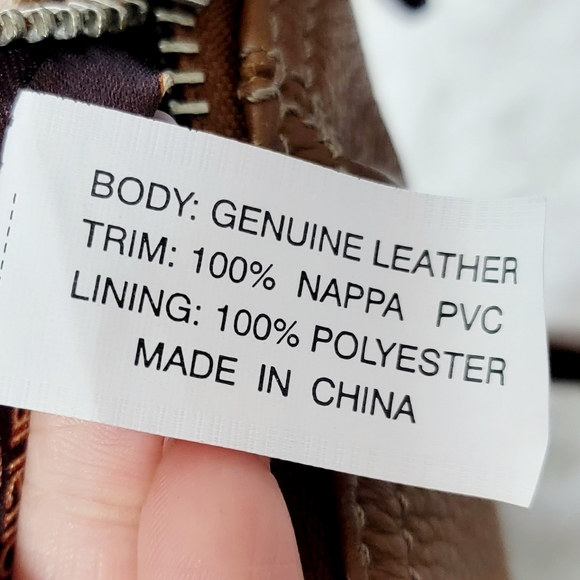 BODY: GENUINE LEATHER
TRIM: 100% NAPPA PVC
LINING: 100% POLYESTER
MADE IN CHINA